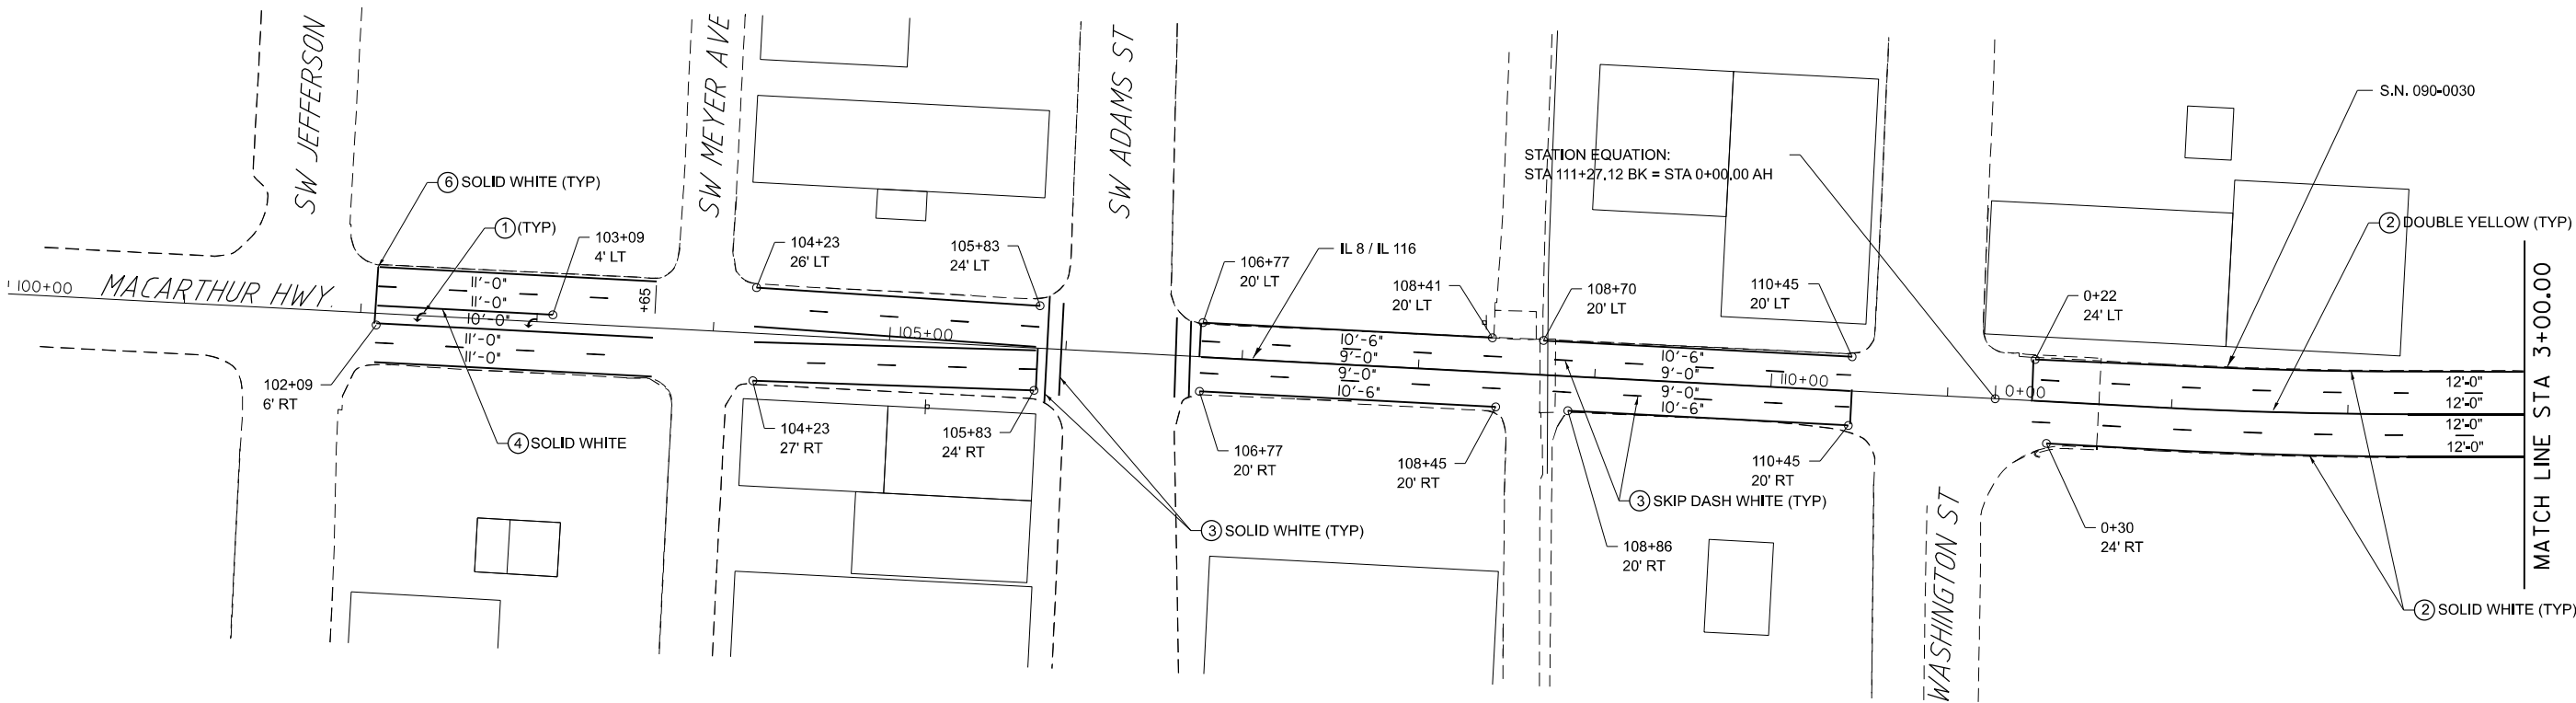 SW JEFFERSON
SW MEYER AVE
SW ADAMS ST
S.N. 090-0030
STATION EQUATION:
STA 111+27.12 BK = STA 0+00.00 AH
6 SOLID WHITE (TYP)
1 (TYP)
103+09
4' LT
104+23
26' LT
105+83
24' LT
IL 8 / IL 116
106+77
20' LT
108+41
20' LT
108+70
20' LT
110+45
20' LT
0+22
24' LT
2 DOUBLE YELLOW (TYP)
100+00
MACARTHUR HWY.
11'-0"
11'-0"
10'-0"
11'-0"
11'-0"
+65
105+00
10'-6"
9'-0"
9'-0"
10'-6"
10'-6"
9'-0"
9'-0"
10'-6"
110+00
0+00
12'-0"
12'-0"
12'-0"
12'-0"
MATCH LINE STA 3+00.00
102+09
6' RT
4 SOLID WHITE
104+23
27' RT
105+83
24' RT
106+77
20' RT
108+45
20' RT
110+45
20' RT
3 SKIP DASH WHITE (TYP)
3 SOLID WHITE (TYP)
108+86
20' RT
0+30
24' RT
WASHINGTON ST
2 SOLID WHITE (TYP)